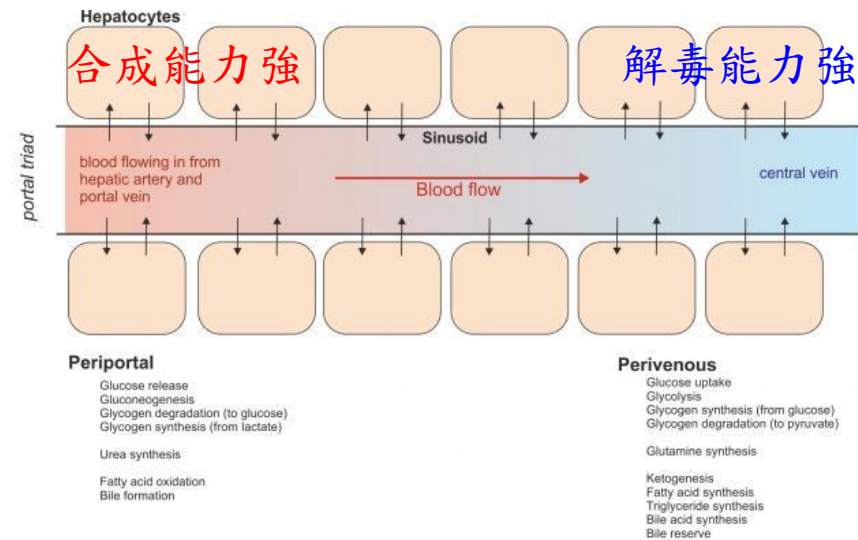 Hepatocytes
合成能力強
解毒能力強
portal triad
Sinusoid
blood flowing in from
hepatic artery and
portal vein
Blood flow
central vein
Periportal
Glucose release
Gluconeogenesis
Glycogen degradation (to glucose)
Glycogen synthesis (from lactate)
Urea synthesis
Fatty acid oxidation
Bile formation
Perivenous
Glucose uptake
Glycolysis
Glycogen synthesis (from glucose)
Glycogen degradation (to pyruvate)
Glutamine synthesis
Ketogenesis
Fatty acid synthesis
Triglyceride synthesis
Bile acid synthesis
Bile reserve